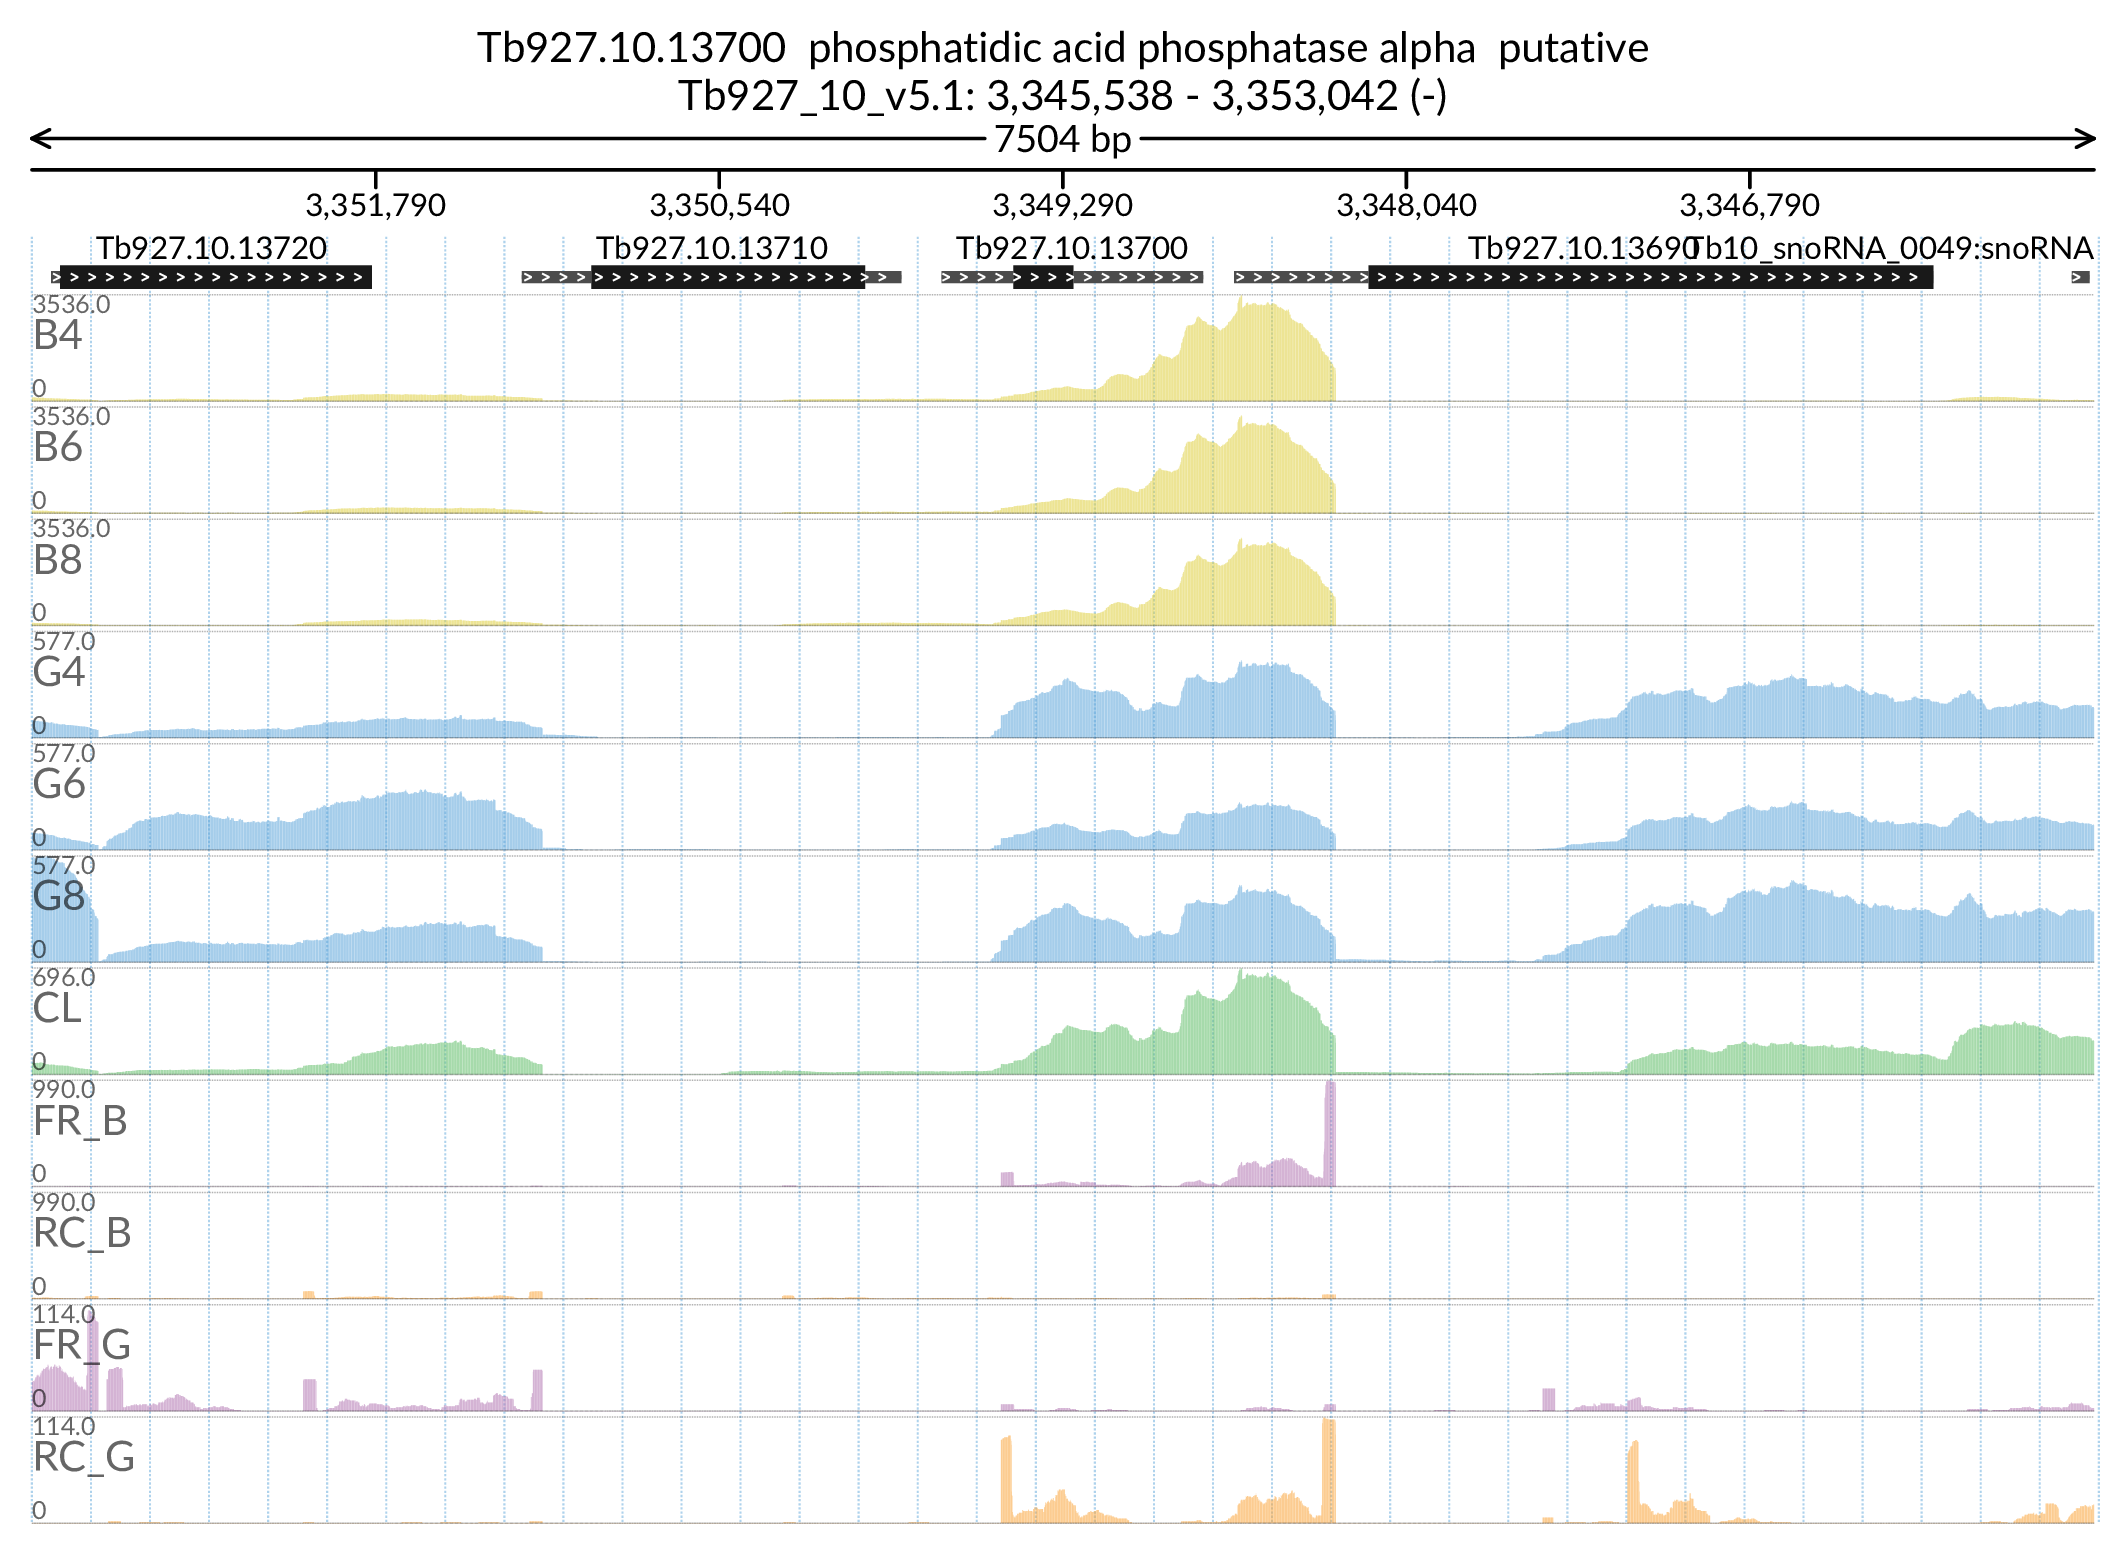 Tb927.10.13700  phosphatidic acid phosphatase alpha  putative
Tb927_10_v5.1: 3,345,538 - 3,353,042 (-)
7504 bp
3,351,790 3,350,540 3,349,290 3,348,040 3,346,790
Tb927.10.13720 Tb927.10.13710 Tb927.10.13700 Tb927.10.13690 Tb10_snoRNA_0049:snoRNA
3536.0
B4
0
3536.0
B6
0
3536.0
B8
0
577.0
G4
0
577.0
G6
0
577.0
G8
0
696.0
CL
0
990.0
FR_B
0
990.0
RC_B
0
114.0
FR_G
0
114.0
RC_G
0